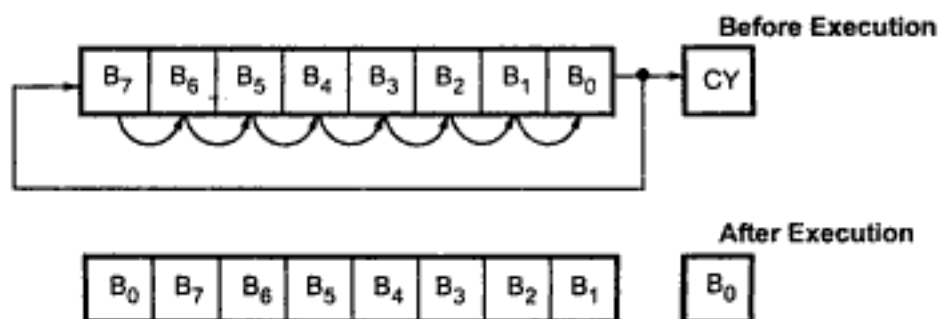 Before Execution
B₇ B₆ B₅ B₄ B₃ B₂ B₁ B₀ CY
After Execution
B₀ B₇ B₆ B₅ B₄ B₃ B₂ B₁ B₀